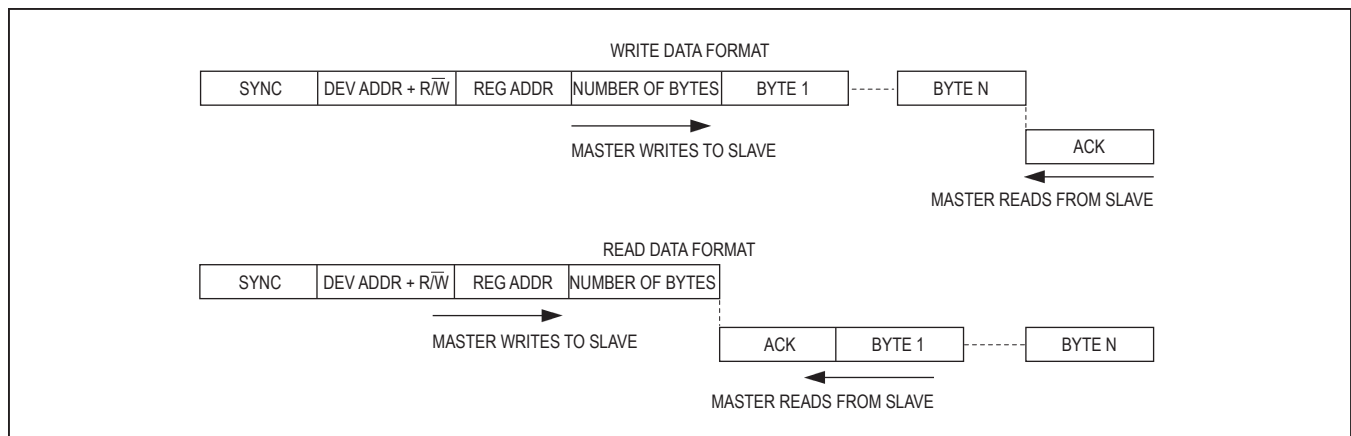 WRITE DATA FORMAT
SYNC DEV ADDR + R/W̅ REG ADDR NUMBER OF BYTES BYTE 1 BYTE N
MASTER WRITES TO SLAVE
ACK
MASTER READS FROM SLAVE
READ DATA FORMAT
SYNC DEV ADDR + R/W̅ REG ADDR NUMBER OF BYTES
MASTER WRITES TO SLAVE
ACK BYTE 1 BYTE N
MASTER READS FROM SLAVE